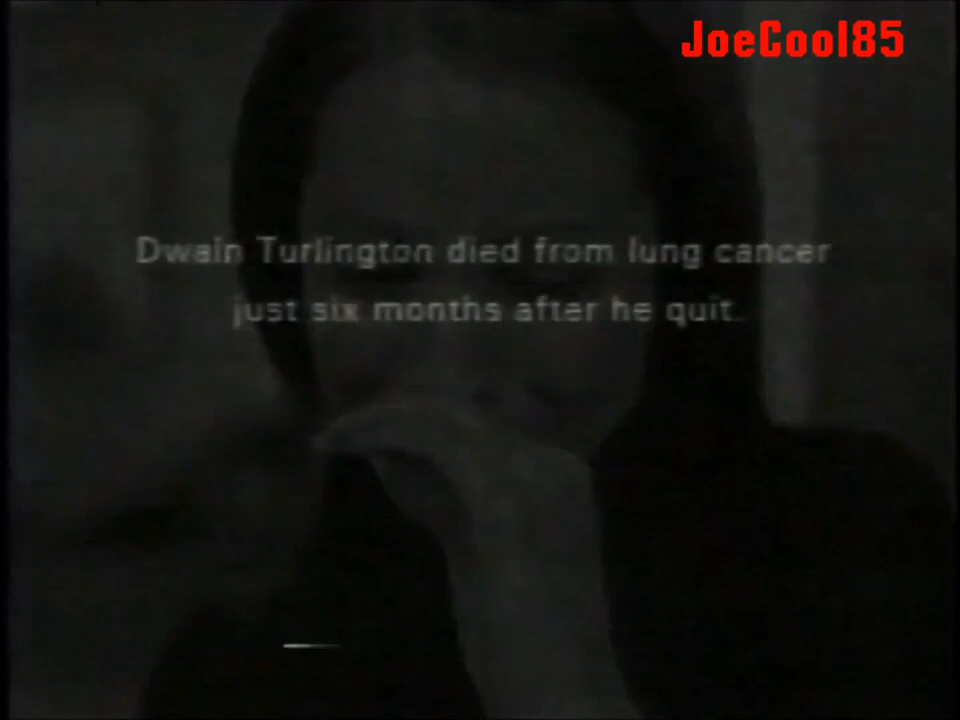 JoeCool85
Dwain Turlington died from lung cancer
just six months after he quit.